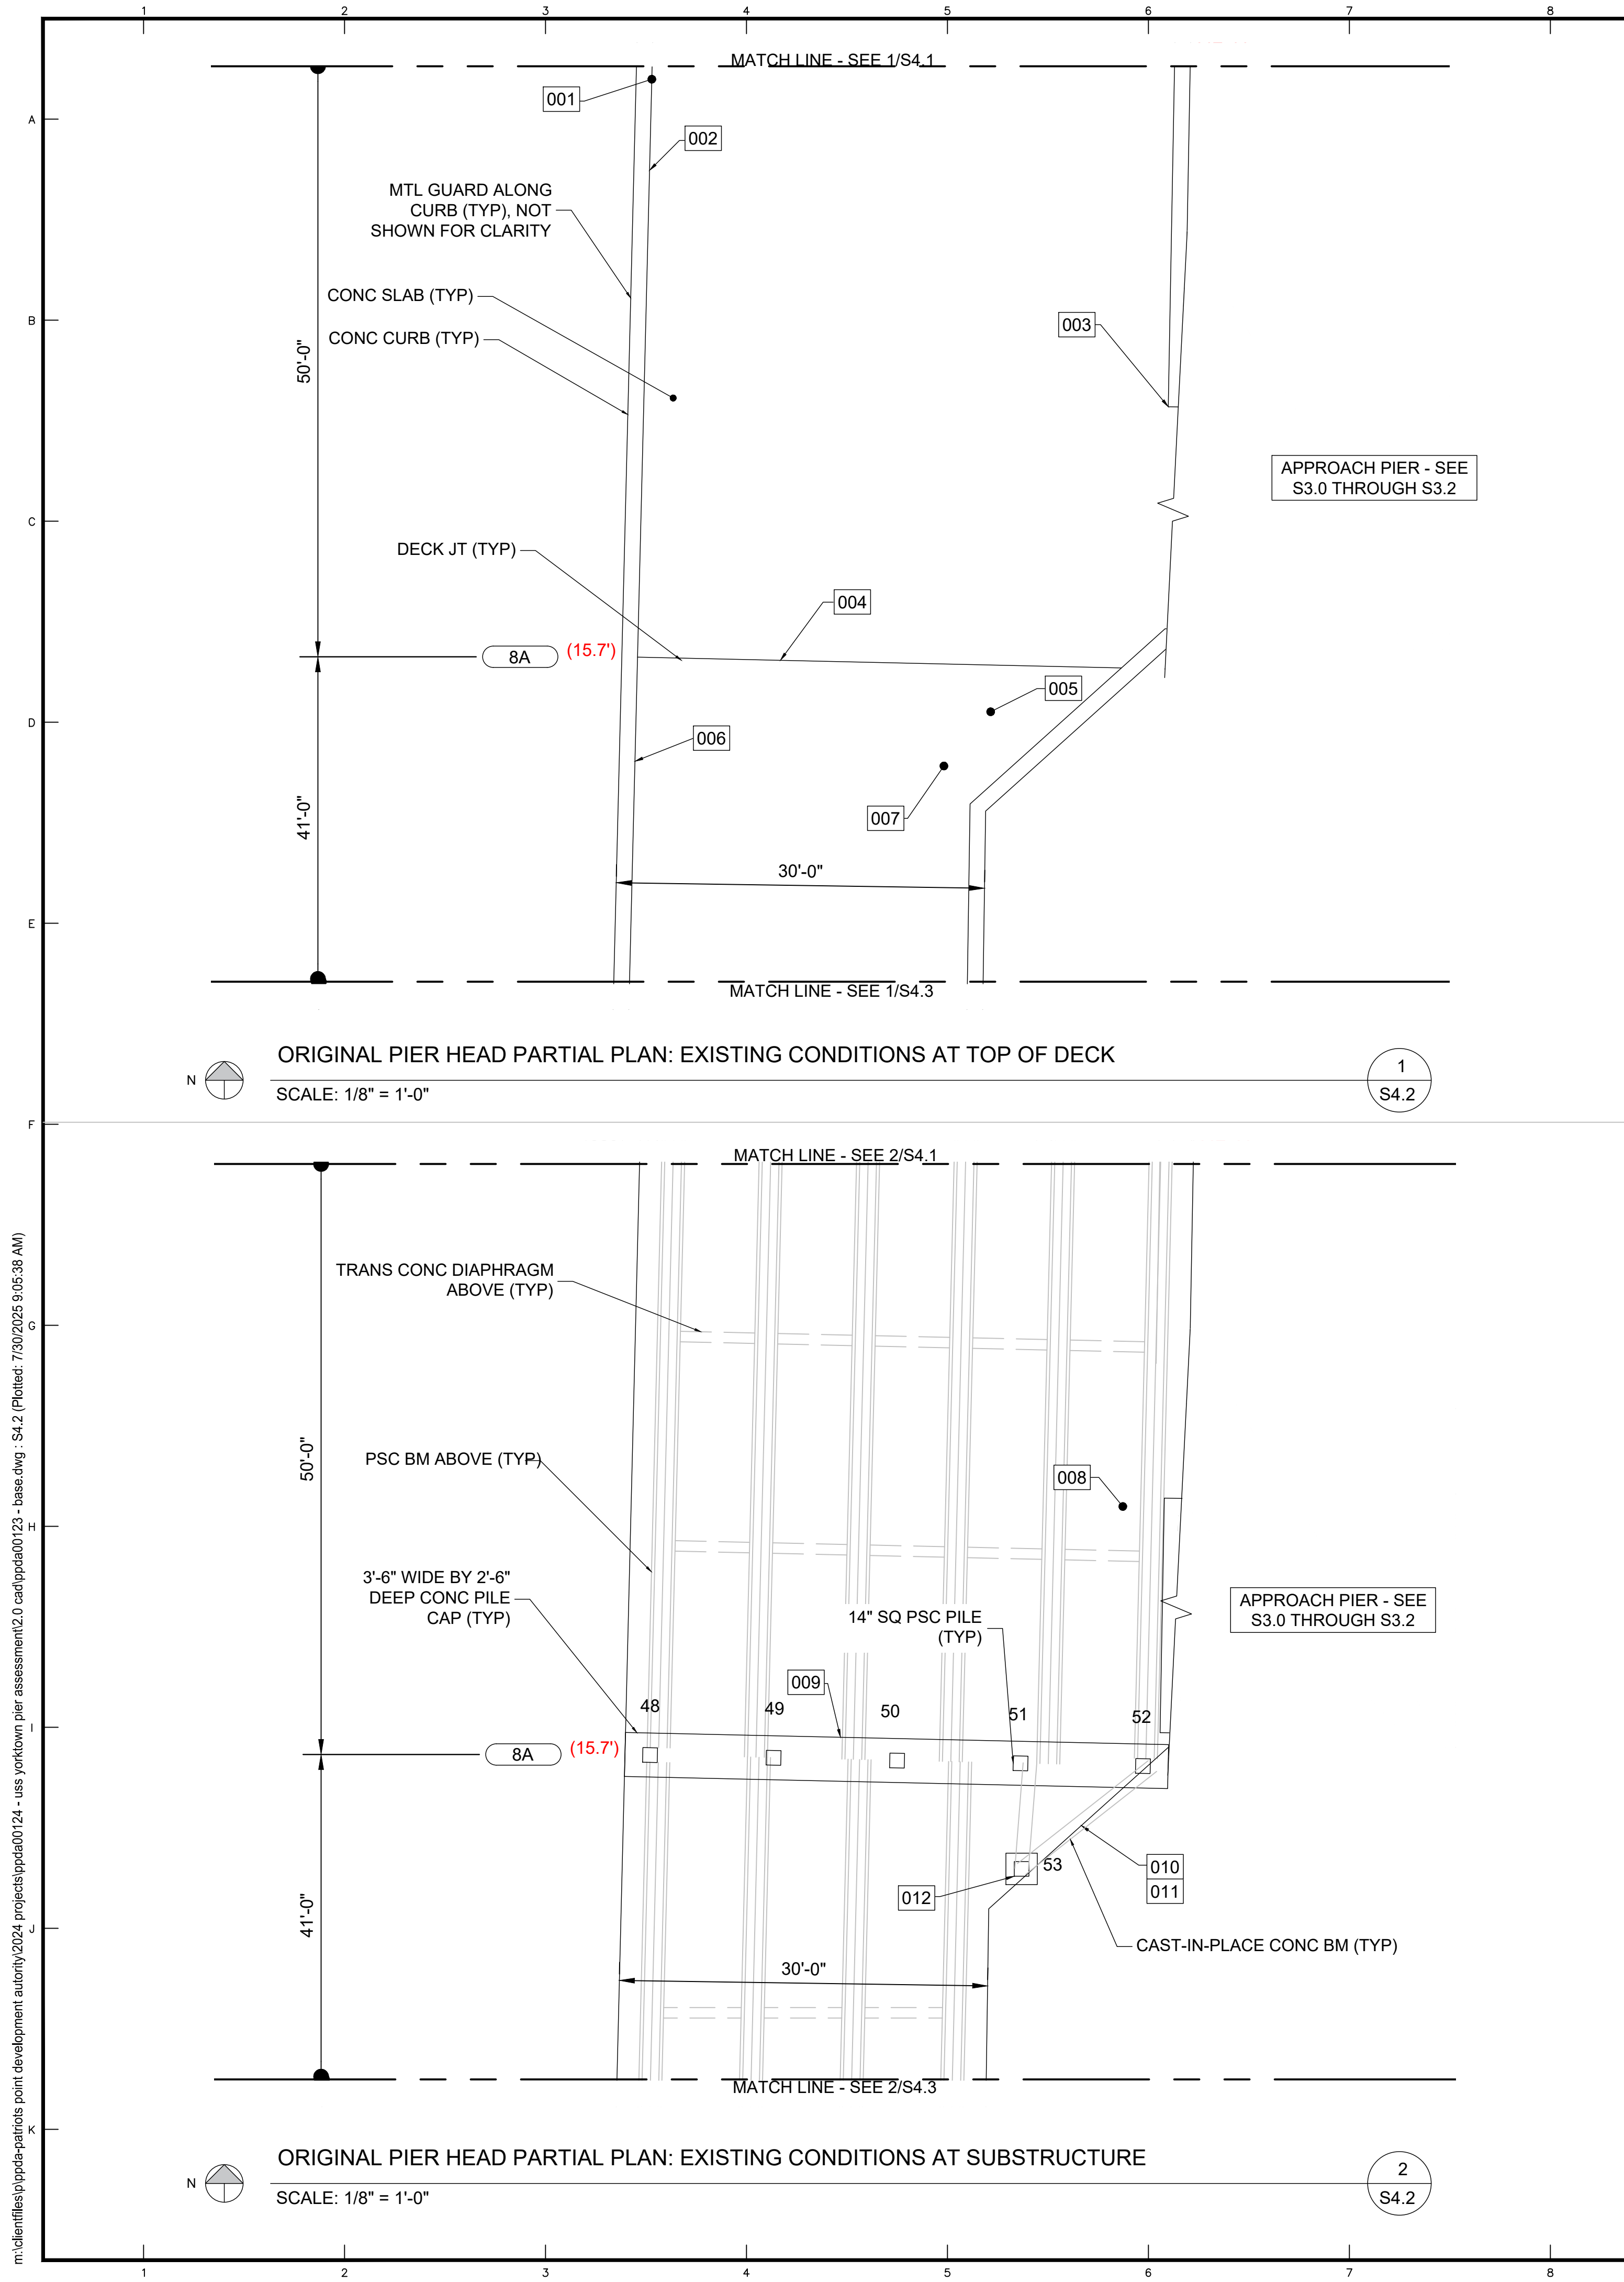 1 2 3 4 5 6 7 8
MATCH LINE - SEE 1/S4.1
001
A
002
MTL GUARD ALONG
CURB (TYP), NOT
SHOWN FOR CLARITY
CONC SLAB (TYP)
B
003
CONC CURB (TYP)
50'-0"
APPROACH PIER - SEE
S3.0 THROUGH S3.2
C
DECK JT (TYP)
004
8A (15.7')
005
D
006
007
41'-0"
30'-0"
E
MATCH LINE - SEE 1/S4.3
ORIGINAL PIER HEAD PARTIAL PLAN: EXISTING CONDITIONS AT TOP OF DECK
N
SCALE: 1/8" = 1'-0"
1
S4.2
F
MATCH LINE - SEE 2/S4.1
TRANS CONC DIAPHRAGM
ABOVE (TYP)
G
50'-0"
PSC BM ABOVE (TYP)
008
H
3'-6" WIDE BY 2'-6"
DEEP CONC PILE
CAP (TYP)
14" SQ PSC PILE
(TYP)
APPROACH PIER - SEE
S3.0 THROUGH S3.2
009
48 49 50 51 52
I
8A (15.7')
53
010
011
012
41'-0"
J
CAST-IN-PLACE CONC BM (TYP)
30'-0"
MATCH LINE - SEE 2/S4.3
K
ORIGINAL PIER HEAD PARTIAL PLAN: EXISTING CONDITIONS AT SUBSTRUCTURE
N
SCALE: 1/8" = 1'-0"
2
S4.2
1 2 3 4 5 6 7 8
m:\clientfiles\p\ppda-patriots point development autority\2024 projects\ppda00124 - uss yorktown pier assessment\2.0 cad\ppda00123 - base.dwg : S4.2 (Plotted: 7/30/2025 9:05:38 AM)